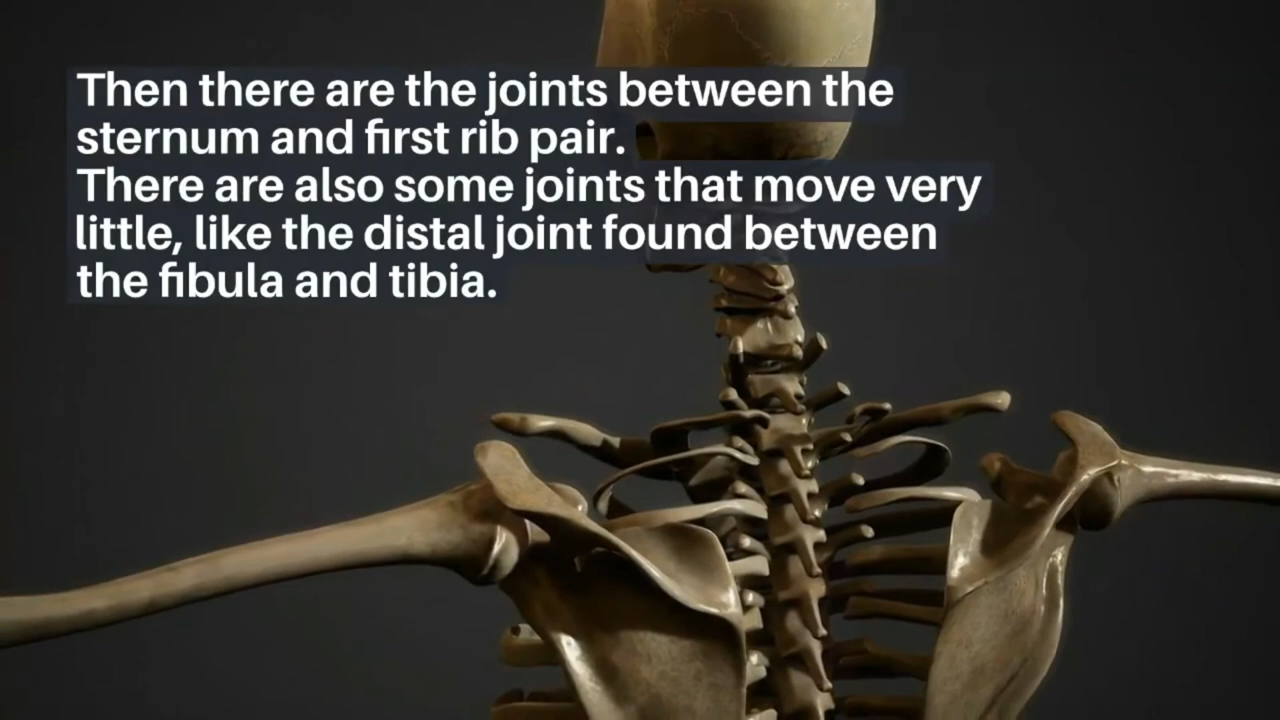 Then there are the joints between the
sternum and first rib pair.
There are also some joints that move very
little, like the distal joint found between
the fibula and tibia.